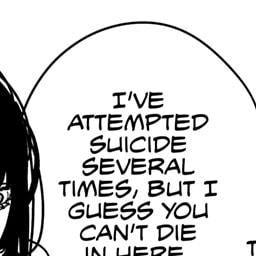 I'VE
ATTEMPTED
SUICIDE
SEVERAL
TIMES, BUT I
GUESS YOU
CAN'T DIE
IN HERE